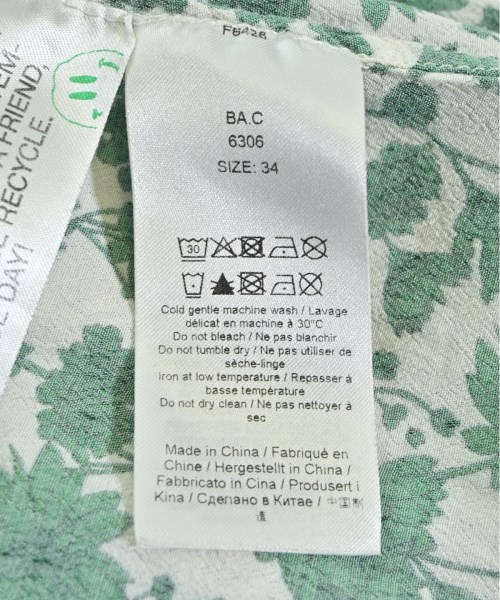 EM-
FRIEND,
RECYCLE.
DAY!
F6428
BA.C
6306
SIZE: 34
30
Cold gentle machine wash / Lavage
délicat en machine à 30°C
Do not bleach / Ne pas blanchir
Do not tumble dry / Ne pas utiliser de
sèche-linge
Iron at low temperature / Repasser à
basse température
Do not dry clean / Ne pas nettoyer à
sec
Made in China / Fabriqué en
Chine / Hergestellt in China /
Fabbricato in Cina / Produsert i
Kina / Сделано в Китае / 中国制
造